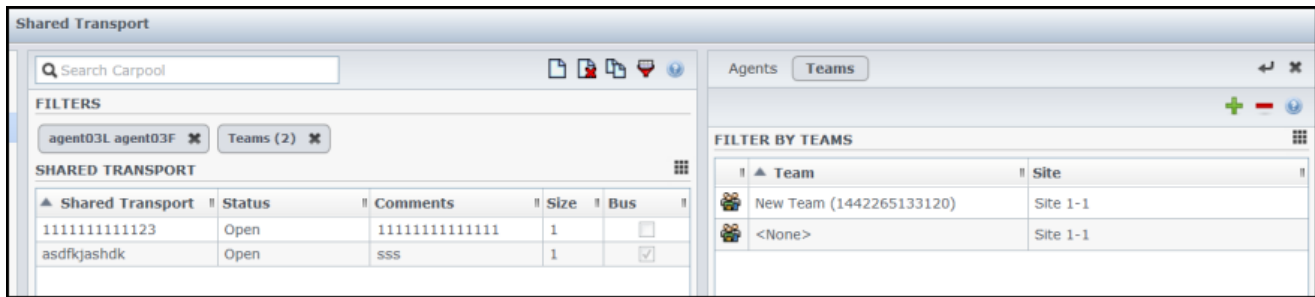 Shared Transport
Search Carpool
FILTERS
agent03L agent03F
Teams (2)
SHARED TRANSPORT
Shared Transport Status Comments Size Bus
1111111111123 Open 11111111111111 1
asdfkjashdk Open sss 1
Agents Teams
FILTER BY TEAMS
Team Site
New Team (1442265133120) Site 1-1
<None> Site 1-1